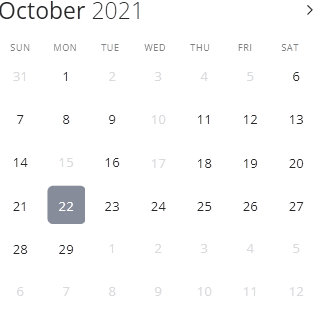 October 2021
SUN MON TUE WED THU FRI SAT
31 1 2 3 4 5 6
7 8 9 10 11 12 13
14 15 16 17 18 19 20
21 22 23 24 25 26 27
28 29 1 2 3 4 5
6 7 8 9 10 11 12